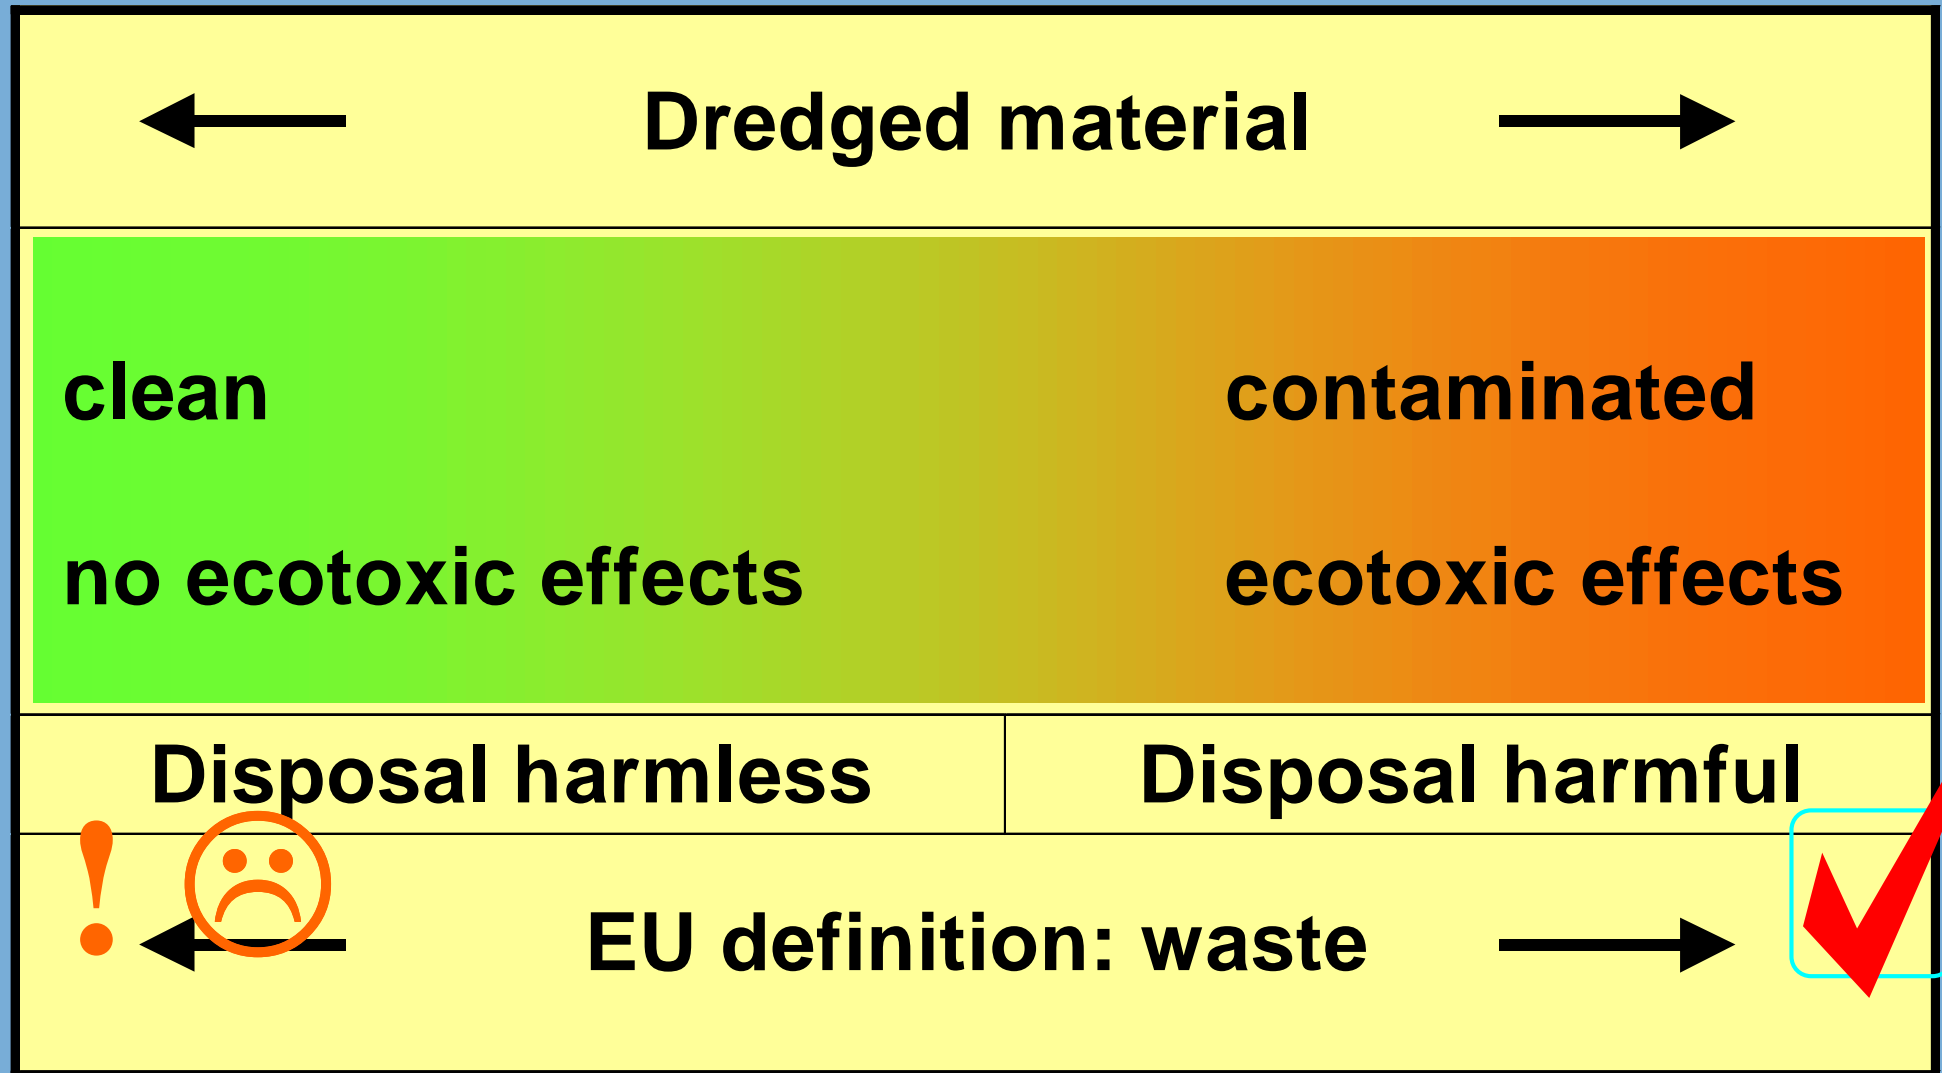 Dredged material
clean contaminated
no ecotoxic effects ecotoxic effects
Disposal harmless Disposal harmful
!
EU definition: waste